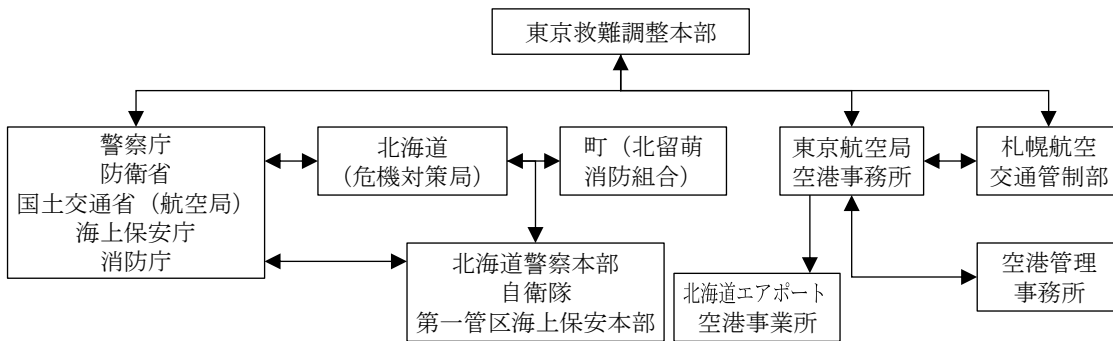 東京救難調整本部
警察庁
防衛省
国土交通省（航空局）
海上保安庁
消防庁
北海道
（危機対策局）
町（北留萌
消防組合）
東京航空局
空港事務所
札幌航空
交通管制部
北海道警察本部
自衛隊
第一管区海上保安本部
北海道エアポート
空港事業所
空港管理
事務所